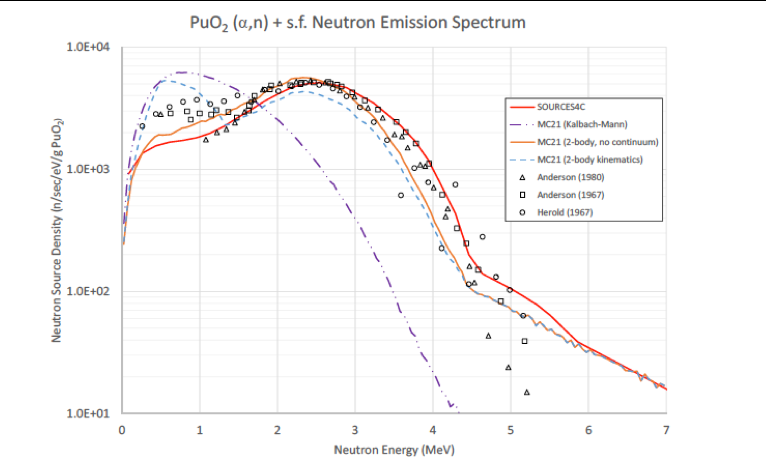 PuO₂ (α,n) + s.f. Neutron Emission Spectrum
Neutron Source Density (n/sec/eV/g PuO₂)
1.0E+04
1.0E+03
1.0E+02
1.0E+01
SOURCES4C
MC21 (Kalbach-Mann)
MC21 (2-body, no continuum)
MC21 (2-body kinematics)
Anderson (1980)
Anderson (1967)
Herold (1967)
0 1 2 3 4 5 6 7
Neutron Energy (MeV)